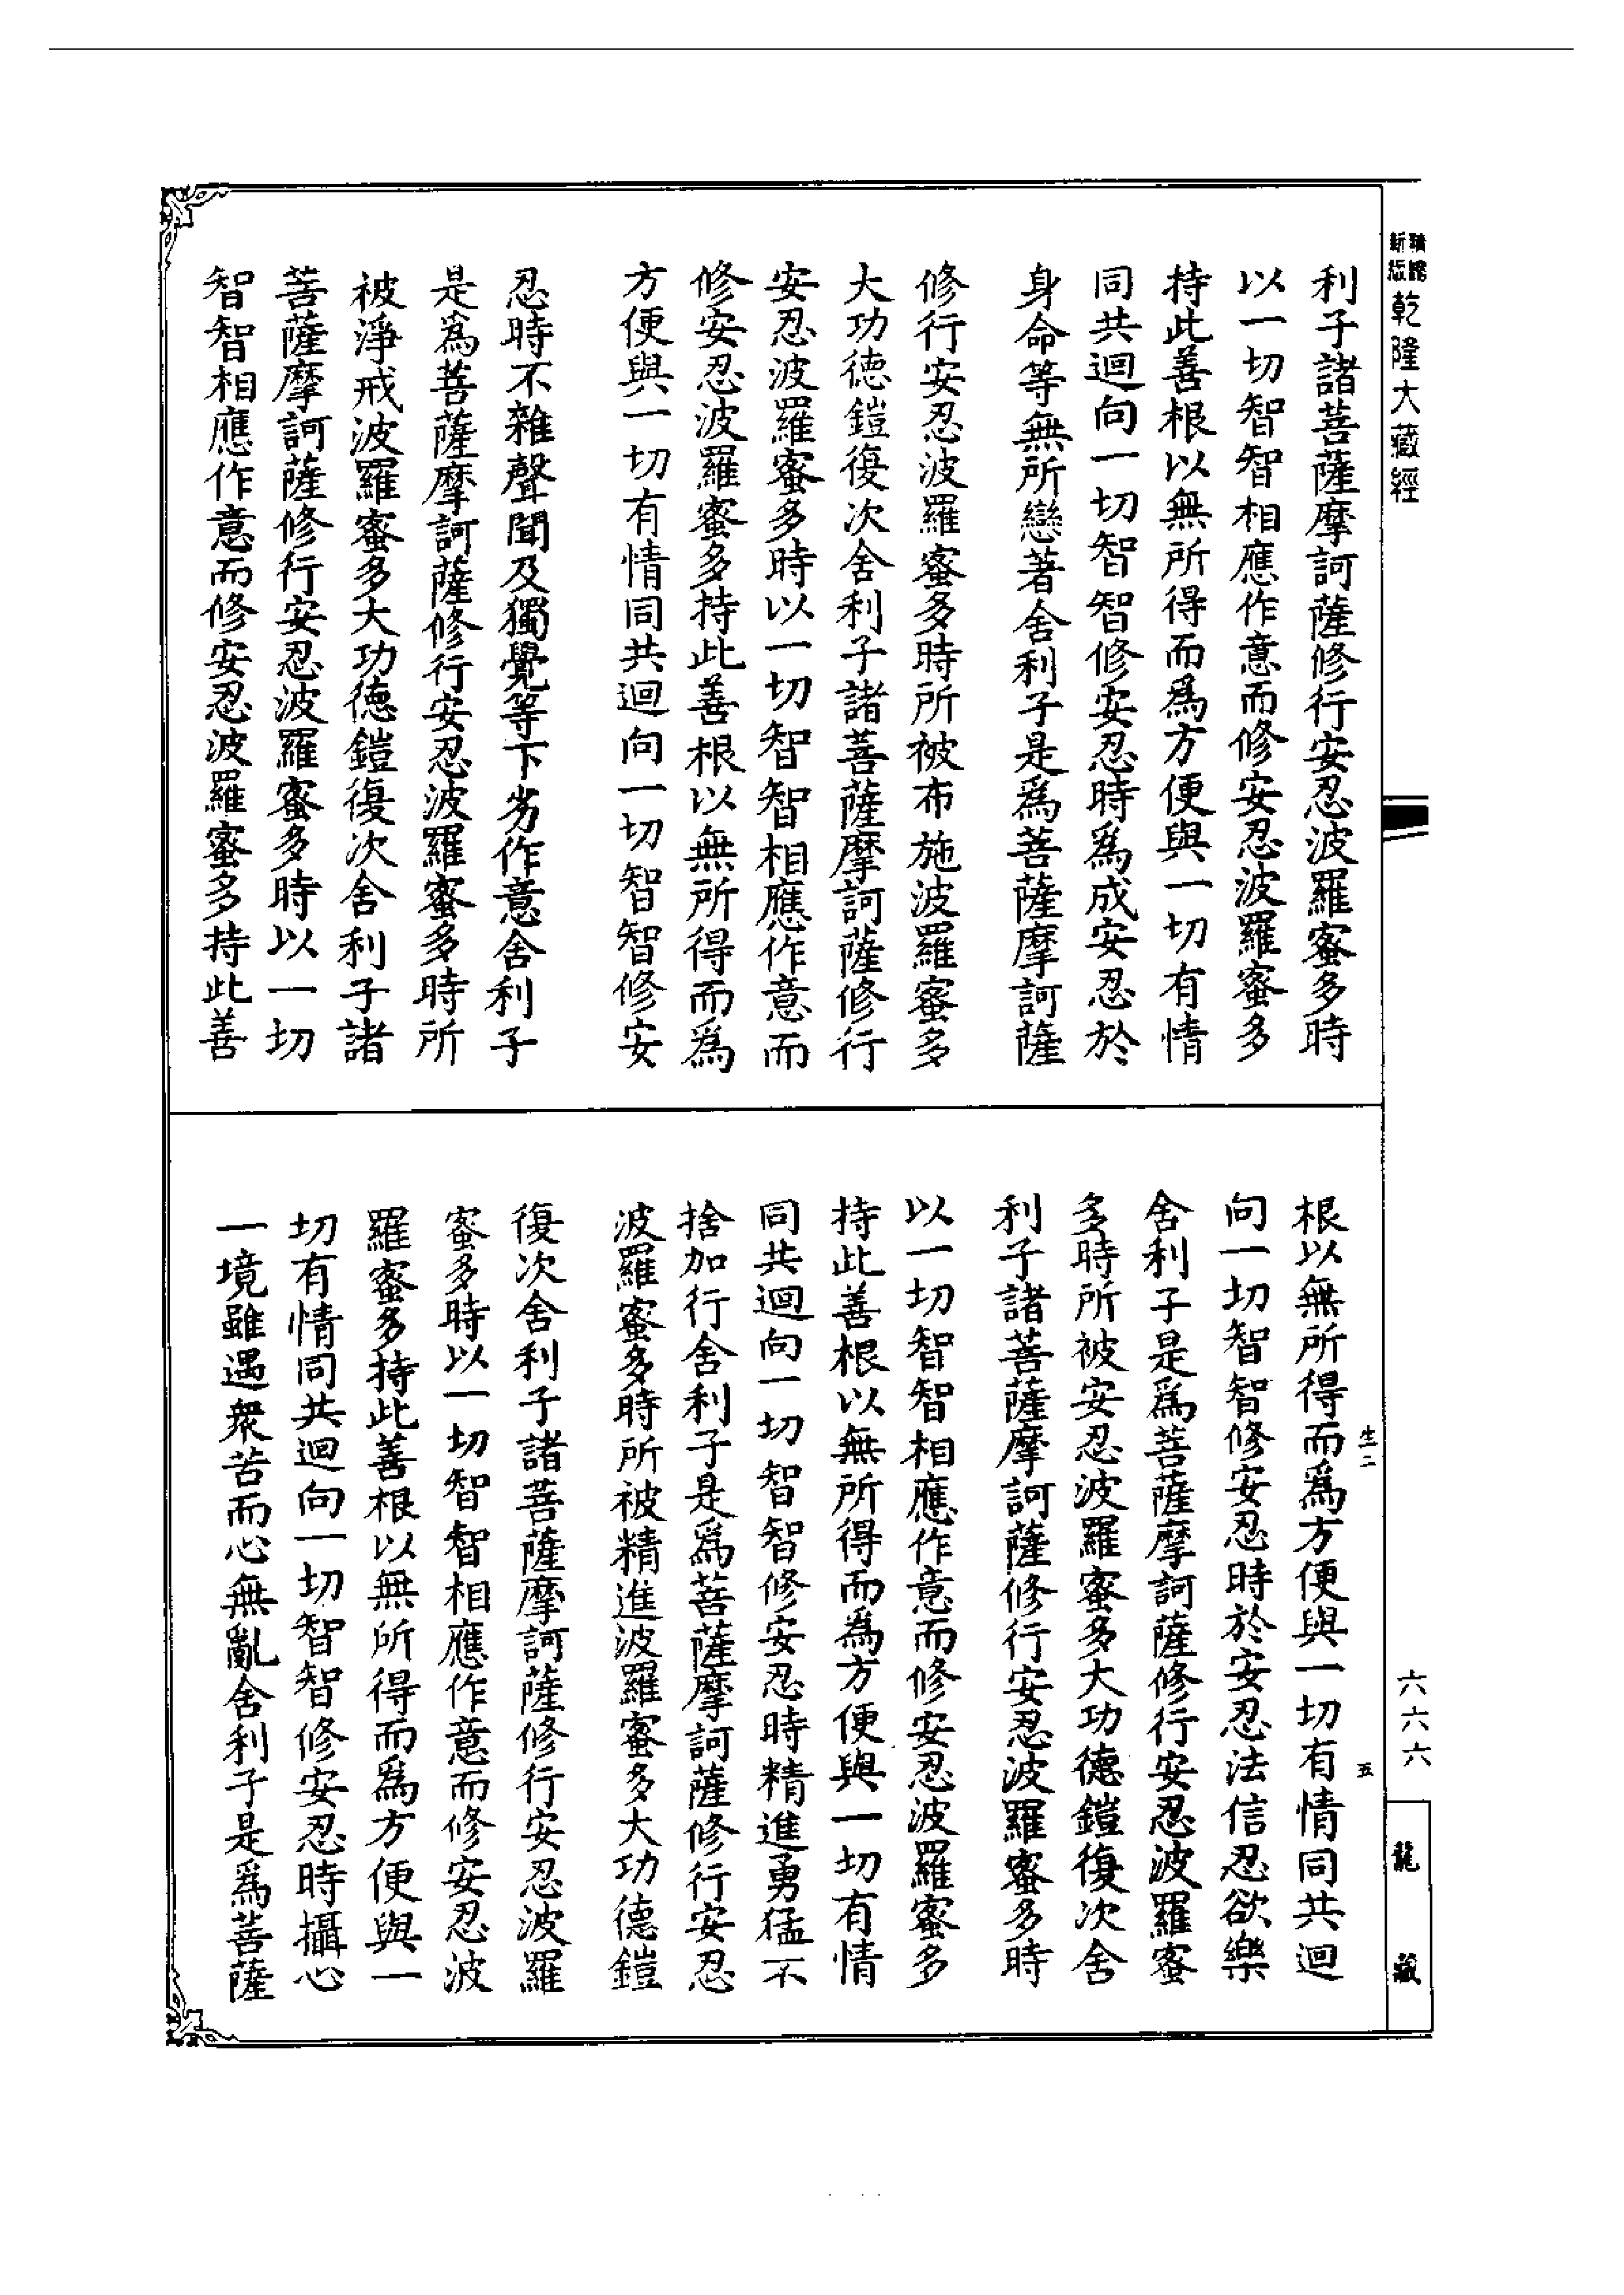 精緻
新版
乾隆大藏經
利子諸菩薩摩訶薩修行安忍波羅蜜多時
以一切智智相應作意而修安忍波羅蜜多
持此善根以無所得而爲方便與一切有情
同共迴向一切智智修安忍時爲成安忍於
身命等無所戀著舍利子是爲菩薩摩訶薩
修行安忍波羅蜜多時所被布施波羅蜜多
大功德鎧復次舍利子諸菩薩摩訶薩修行
安忍波羅蜜多時以一切智智相應作意而
修安忍波羅蜜多持此善根以無所得而爲
方便與一切有情同共迴向一切智智修安
忍時不雜聲聞及獨覺等下劣作意舍利子
是爲菩薩摩訶薩修行安忍波羅蜜多時所
被淨戒波羅蜜多大功德鎧復次舍利子諸
菩薩摩訶薩修行安忍波羅蜜多時以一切
智智相應作意而修安忍波羅蜜多持此善
根以無所得而爲方便與一切有情同共迴
向一切智智修安忍時於安忍法信忍欲樂
舍利子是爲菩薩摩訶薩修行安忍波羅蜜
多時所被安忍波羅蜜多大功德鎧復次舍
利子諸菩薩摩訶薩修行安忍波羅蜜多時
以一切智智相應作意而修安忍波羅蜜多
持此善根以無所得而爲方便與一切有情
同共迴向一切智智修安忍時精進勇猛不
捨加行舍利子是爲菩薩摩訶薩修行安忍
波羅蜜多時所被精進波羅蜜多大功德鎧
復次舍利子諸菩薩摩訶薩修行安忍波羅
蜜多時以一切智智相應作意而修安忍波
羅蜜多持此善根以無所得而爲方便與一
切有情同共迴向一切智智修安忍時攝心
一境雖遇衆苦而心無亂舍利子是爲菩薩
生二
五
六六六
龍藏